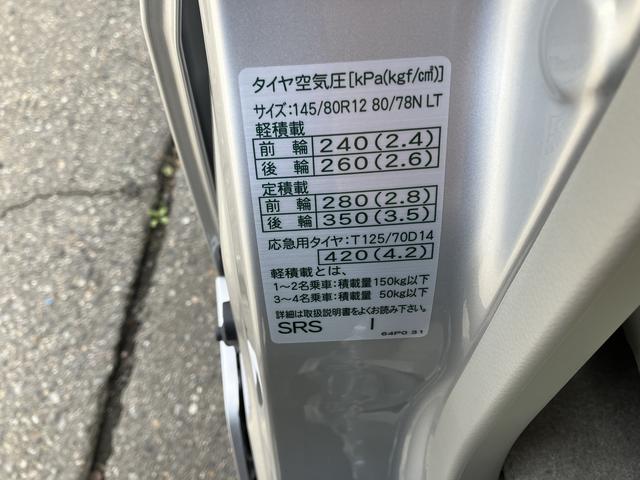 タイヤ空気圧[kPa(kgf/c㎡)]
サイズ:145/80R12 80/78N LT
軽積載
前 輪 240(2.4)
後 輪 260(2.6)
定積載
前 輪 280(2.8)
後 輪 350(3.5)
応急用タイヤ:T125/70D14
420(4.2)
軽積載とは、
1~2名乗車:積載量150kg以下
3~4名乗車:積載量 50kg以下
詳細は取扱説明書をよくお読み下さい。
SRS I 64P0 31